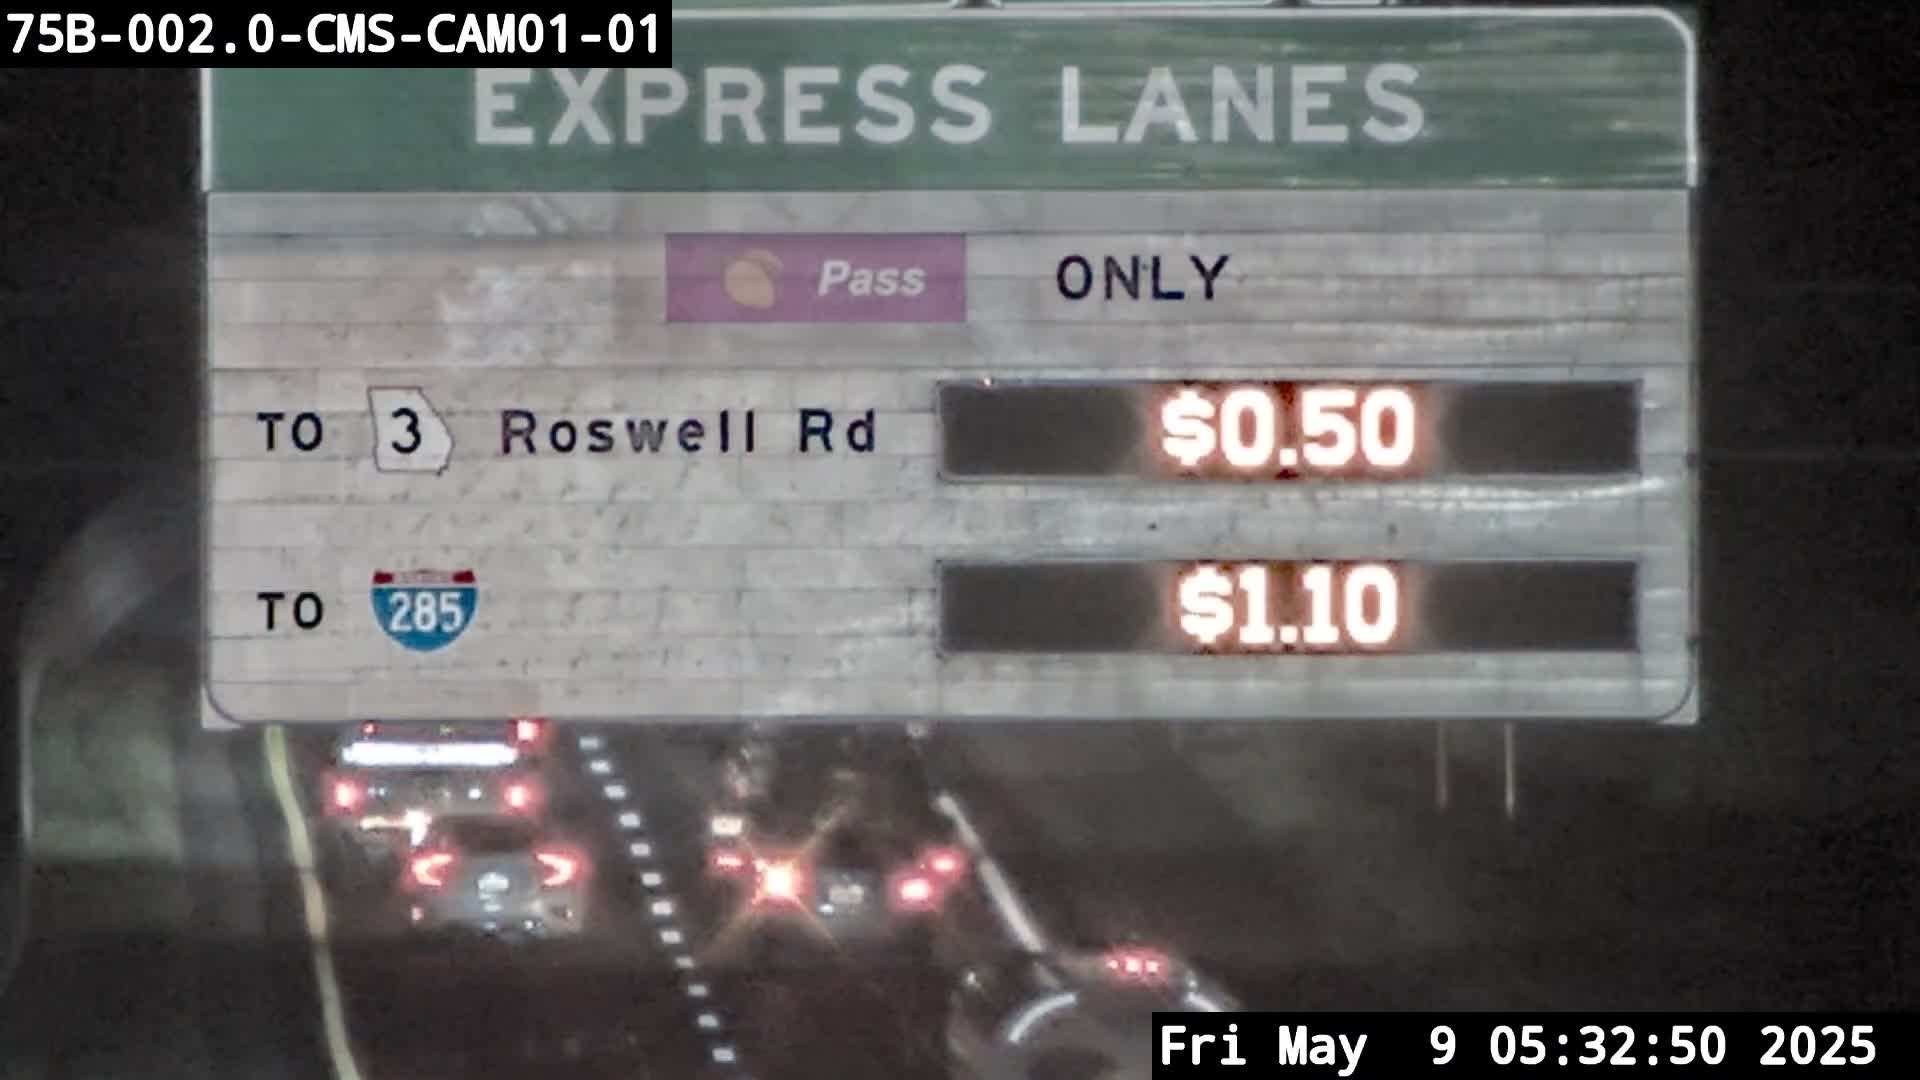 75B-002.0-CMS-CAM01-01
EXPRESS LANES
Pass ONLY
TO 3 Roswell Rd $0.50
TO 285 $1.10
Fri May 9 05:32:50 2025